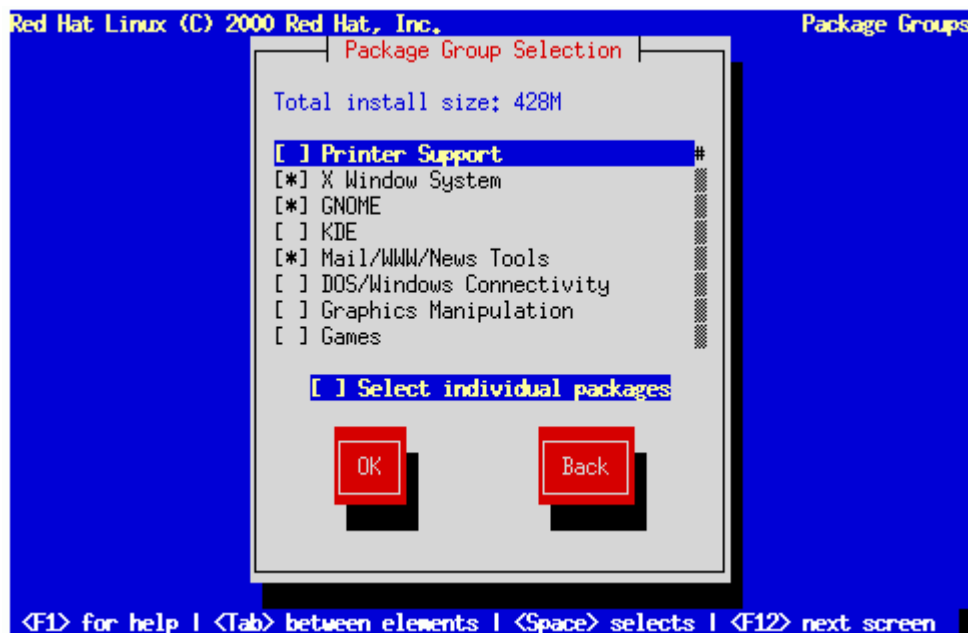 Red Hat Linux (C) 2000 Red Hat, Inc. Package Groups
Package Group Selection
Total install size: 428M
[ ] Printer Support #
[*] X Window System
[*] GNOME
[ ] KDE
[*] Mail/WWW/News Tools
[ ] DOS/Windows Connectivity
[ ] Graphics Manipulation
[ ] Games
[ ] Select individual packages
OK Back
<F1> for help | <Tab> between elements | <Space> selects | <F12> next screen